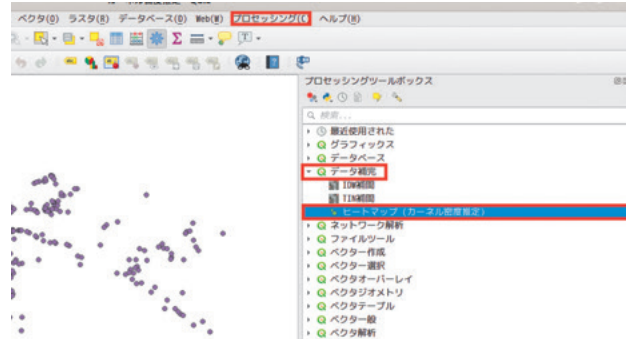 ベクタ(O) ラスタ(R) データベース(D) Web(W) プロセッシング(C) ヘルプ(H)
プロセッシングツールボックス
検索...
最近使用された
グラフィックス
データベース
データ補完
IDW補間
TIN補間
ヒートマップ (カーネル密度推定)
ネットワーク解析
ファイルツール
ベクター作成
ベクター選択
ベクタオーバーレイ
ベクタジオメトリ
ベクタテーブル
ベクター一般
ベクタ解析